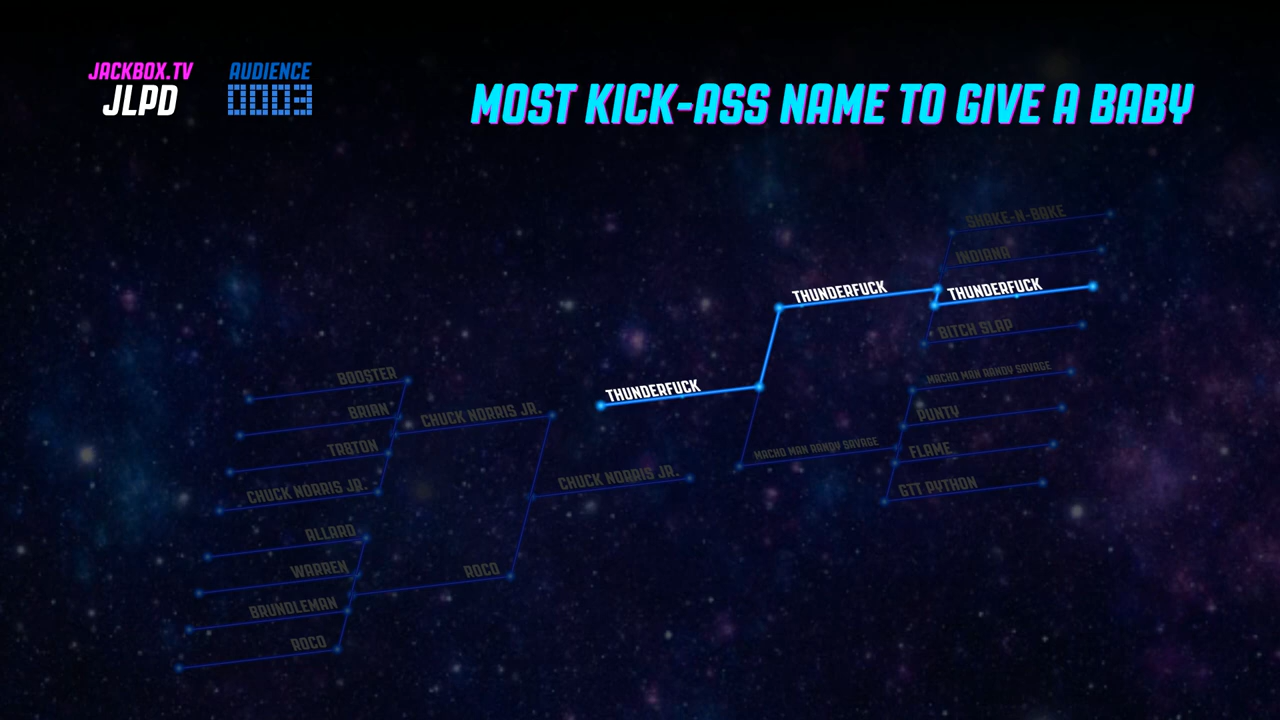 JACKBOX.TV
JLPD
AUDIENCE
0003
MOST KICK-ASS NAME TO GIVE A BABY
BOOSTER
BRIAN
TRBTON
CHUCK NORRIS JR.
ALLARD
WARREN
BRUNDLEMAN
ROCO
CHUCK NORRIS JR.
ROCO
CHUCK NORRIS JR.
THUNDERFUCK
THUNDERFUCK
MACHO MAN RANDY SAVAGE
SHAKE-N-BAKE
INDIANA
THUNDERFUCK
BITCH SLAP
MACHO MAN RANDY SAVAGE
PUNTY
FLAME
GTT PYTHON